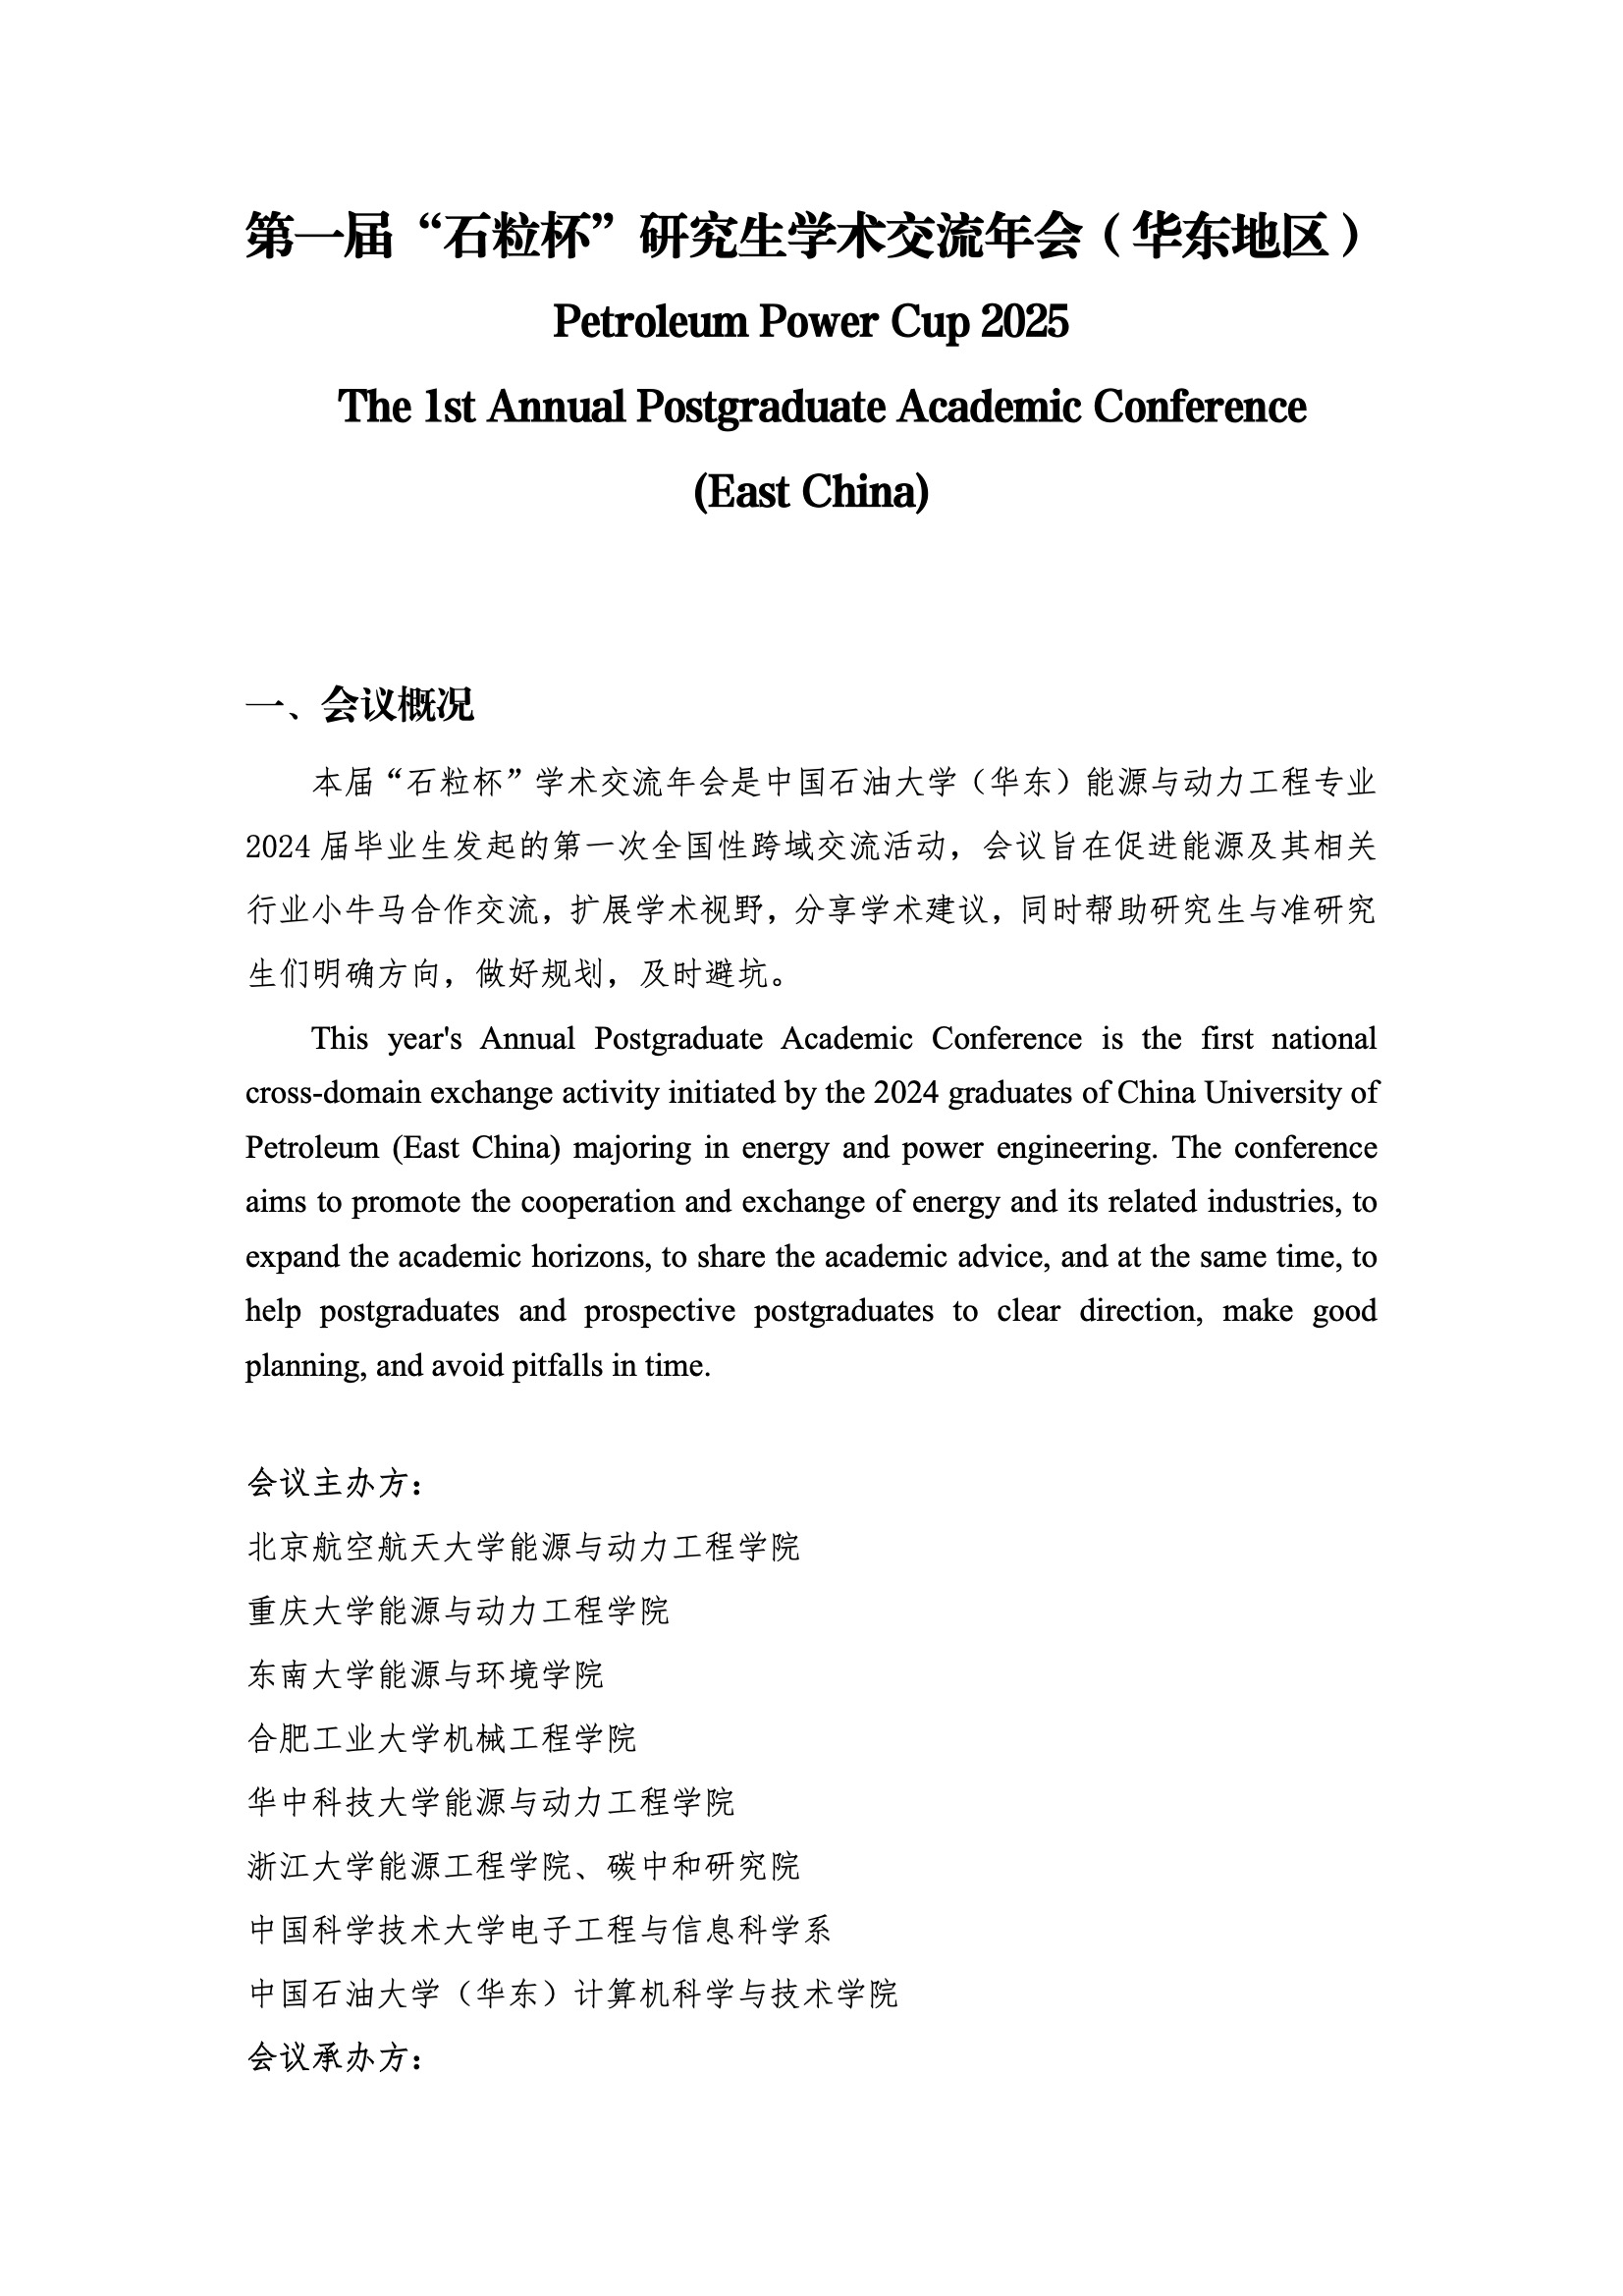 第一届“石粒杯”研究生学术交流年会（华东地区）
Petroleum Power Cup 2025
The 1st Annual Postgraduate Academic Conference
(East China)
一、会议概况
本届“石粒杯”学术交流年会是中国石油大学（华东）能源与动力工程专业
2024 届毕业生发起的第一次全国性跨域交流活动，会议旨在促进能源及其相关
行业小牛马合作交流，扩展学术视野，分享学术建议，同时帮助研究生与准研究
生们明确方向，做好规划，及时避坑。
This year's Annual Postgraduate Academic Conference is the first national
cross-domain exchange activity initiated by the 2024 graduates of China University of
Petroleum (East China) majoring in energy and power engineering. The conference
aims to promote the cooperation and exchange of energy and its related industries, to
expand the academic horizons, to share the academic advice, and at the same time, to
help postgraduates and prospective postgraduates to clear direction, make good
planning, and avoid pitfalls in time.
会议主办方：
北京航空航天大学能源与动力工程学院
重庆大学能源与动力工程学院
东南大学能源与环境学院
合肥工业大学机械工程学院
华中科技大学能源与动力工程学院
浙江大学能源工程学院、碳中和研究院
中国科学技术大学电子工程与信息科学系
中国石油大学（华东）计算机科学与技术学院
会议承办方：